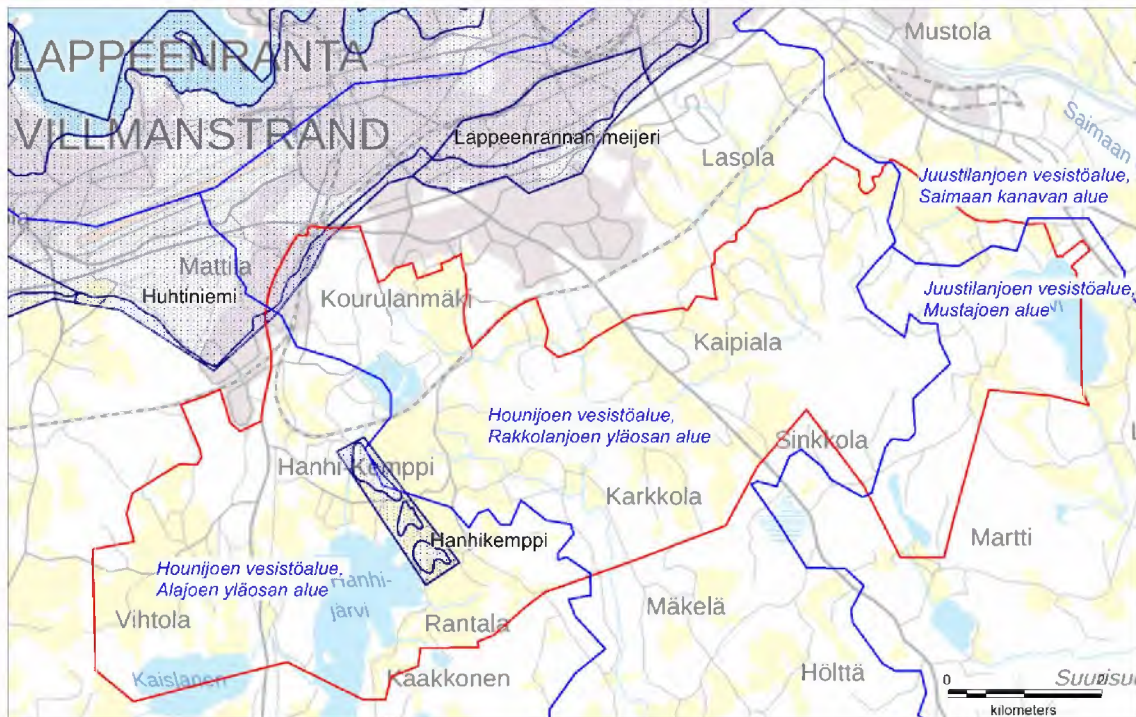 Mustola
LAPPEENRANTA
VILLMANSTRAND
Saimaan
Lappeenrannan meijeri
Lasola
Juustilanjoen vesistöalue,
Saimaan kanavan alue
Mattila
Huhtiniemi
Kourulanmäki
Juustilanjoen vesistöalue,
Mustajoen alue
Kaipiala
Hounijoen vesistöalue,
Rakkolanjoen yläosan alue
Sinkkola
Hanhi-Kemppi
Karkkola
Hanhikemppi
Martti
Hounijoen vesistöalue,
Alajoen yläosan alue
Hanhi-
järvi
Vihtola
Rantala
Mäkelä
Kaislanen
Kaakkonen
Hölttä
0 2
kilometers